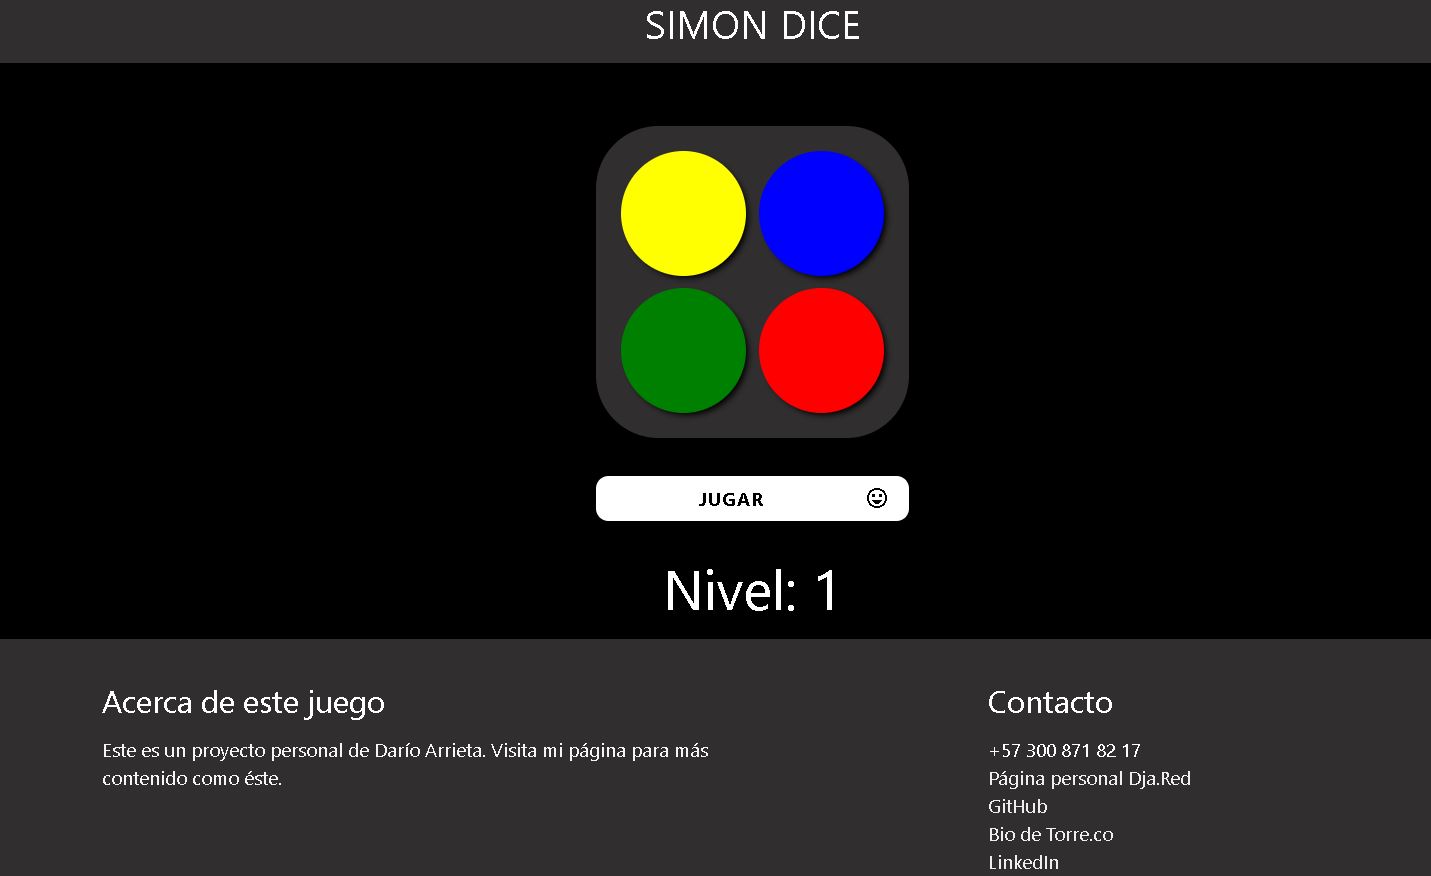 SIMON DICE
JUGAR
Nivel: 1
Acerca de este juego
Este es un proyecto personal de Darío Arrieta. Visita mi página para más
contenido como éste.
Contacto
+57 300 871 82 17
Página personal Dja.Red
GitHub
Bio de Torre.co
LinkedIn